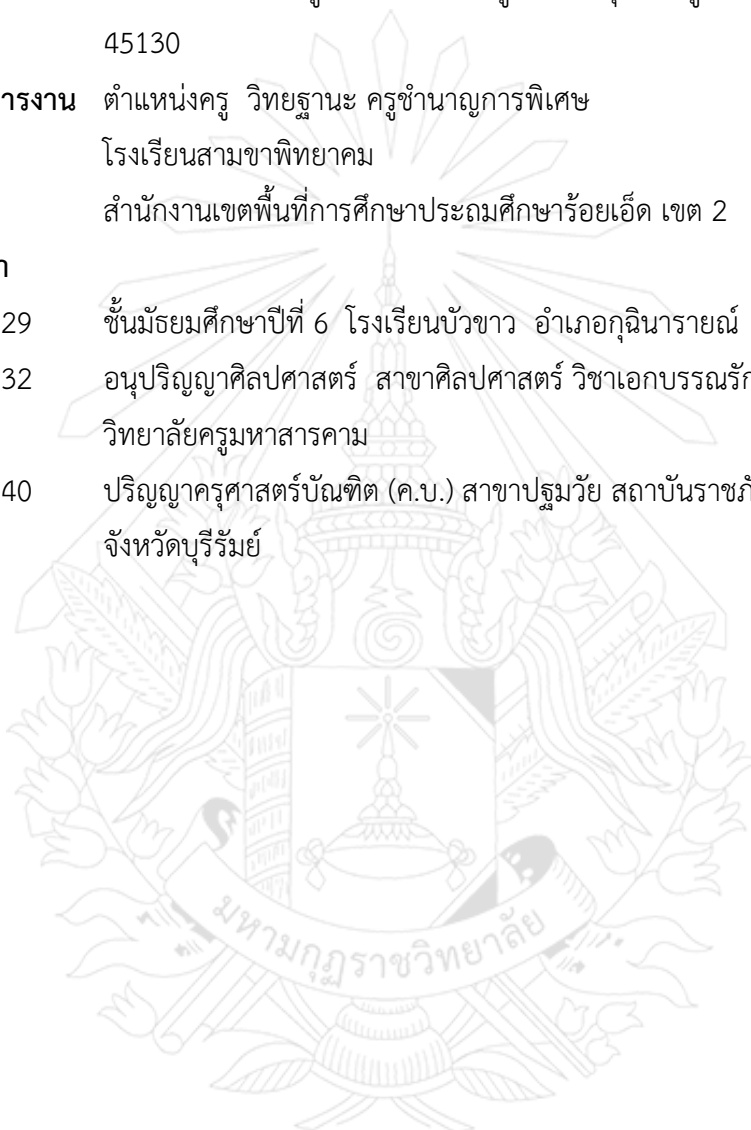 45130
ารงาน ตำแหน่งครู วิทยฐานะ ครูชำนาญการพิเศษ
โรงเรียนสามขาพิทยาคม
สำนักงานเขตพื้นที่การศึกษาประถมศึกษาร้อยเอ็ด เขต 2
า
29 ชั้นมัธยมศึกษาปีที่ 6 โรงเรียนบัวขาว อำเภอกุฉินารายณ์
32 อนุปริญญาศิลปศาสตร์ สาขาศิลปศาสตร์ วิชาเอกบรรณรัก
วิทยาลัยครูมหาสารคาม
40 ปริญญาครุศาสตร์บัณฑิต (ค.บ.) สาขาปฐมวัย สถาบันราชภั
จังหวัดบุรีรัมย์
มหามกุฏราชวิทยาลัย